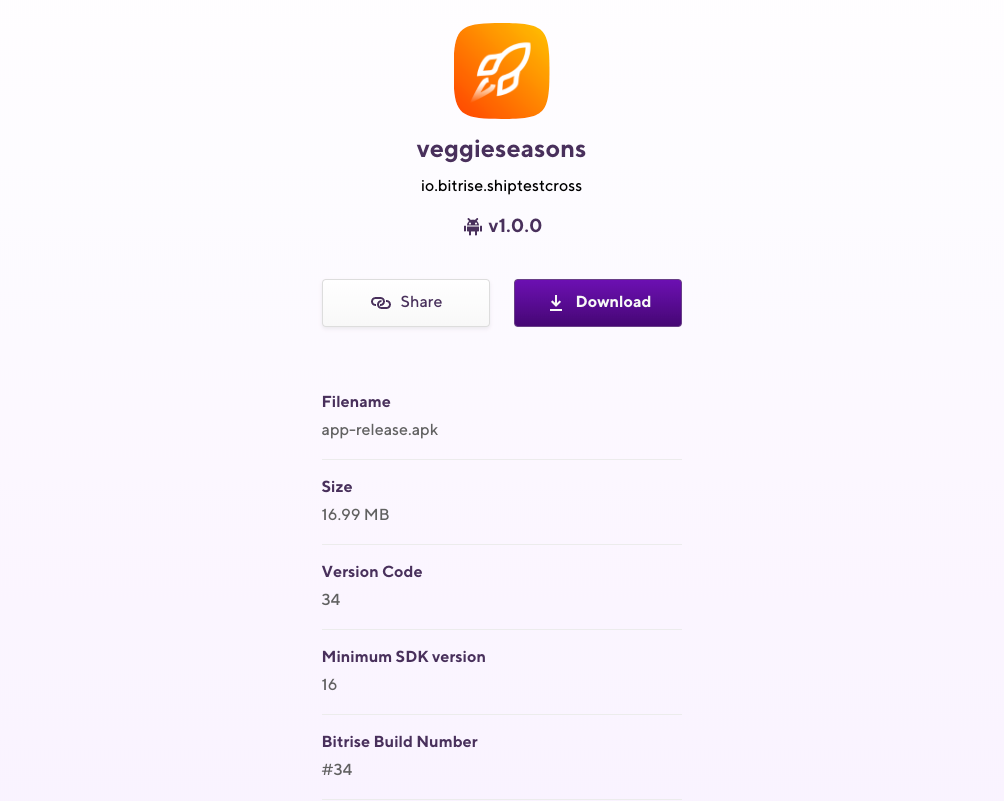 veggieseasons
io.bitrise.shiptestcross
v1.0.0
Share
Download
Filename
app-release.apk
Size
16.99 MB
Version Code
34
Minimum SDK version
16
Bitrise Build Number
#34